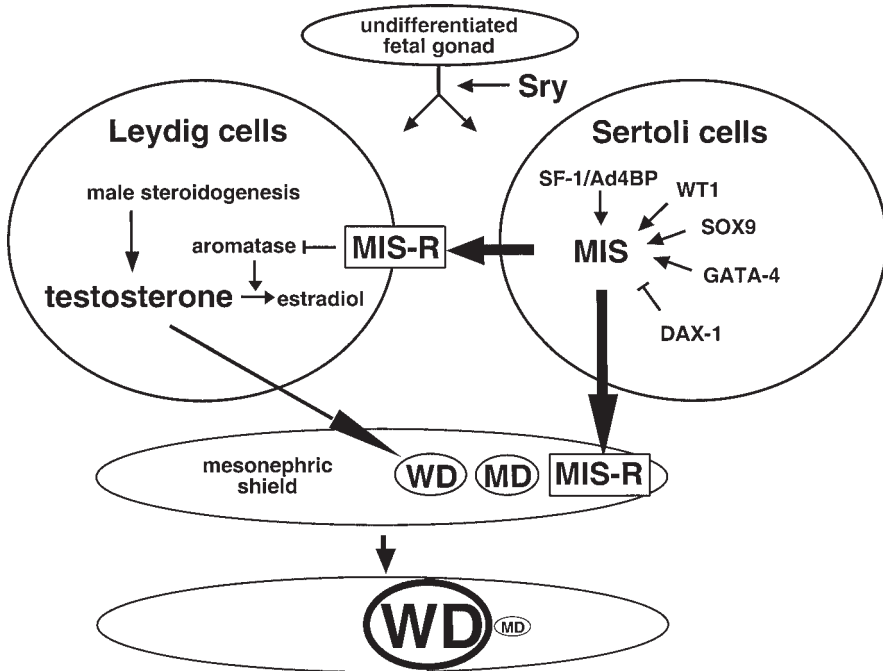 undifferentiated
fetal gonad
Sry
Leydig cells
Sertoli cells
male steroidogenesis
SF-1/Ad4BP
WT1
SOX9
aromatase
MIS-R
MIS
GATA-4
testosterone
estradiol
DAX-1
mesonephric
shield
WD
MD
MIS-R
WD
MD